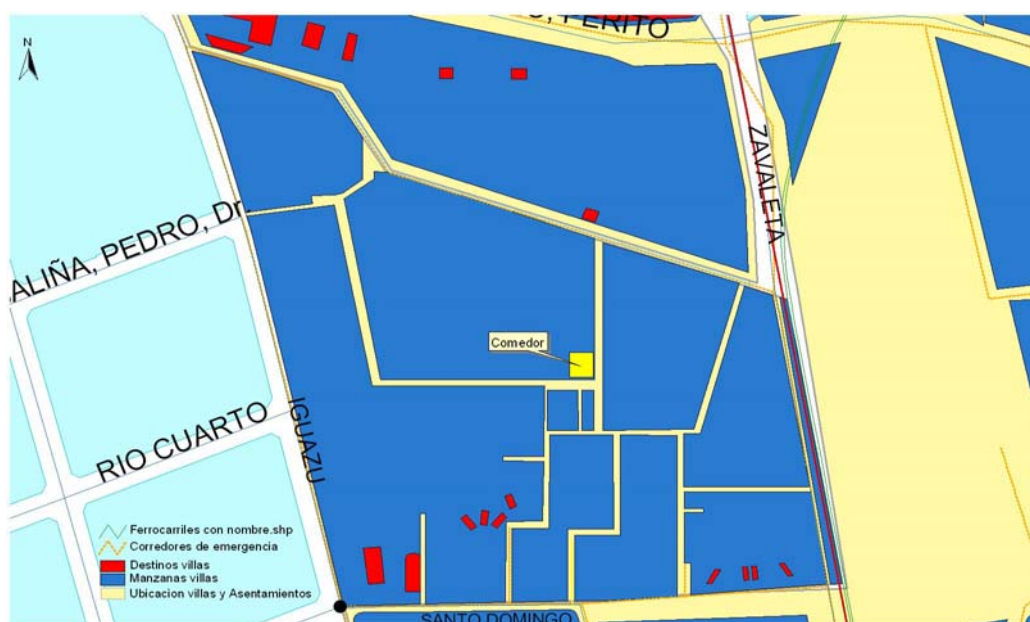 N
PERITO
ZAVALETA
PEDRO, Dr.
Comedor
RIO CUARTO
IGUAZU
Ferrocarriles con nombre.shp
Corredores de emergencia
Destinos villas
Manzanas villas
Ubicacion villas y Asentamientos
SANTO DOMINGO